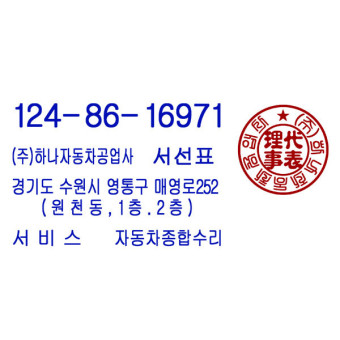 124-86-16971
(주)하나자동차공업사 서선표
경기도 수원시 영통구 매영로252
(원천동,1층.2층)
서비스 자동차종합수리
代表
理事